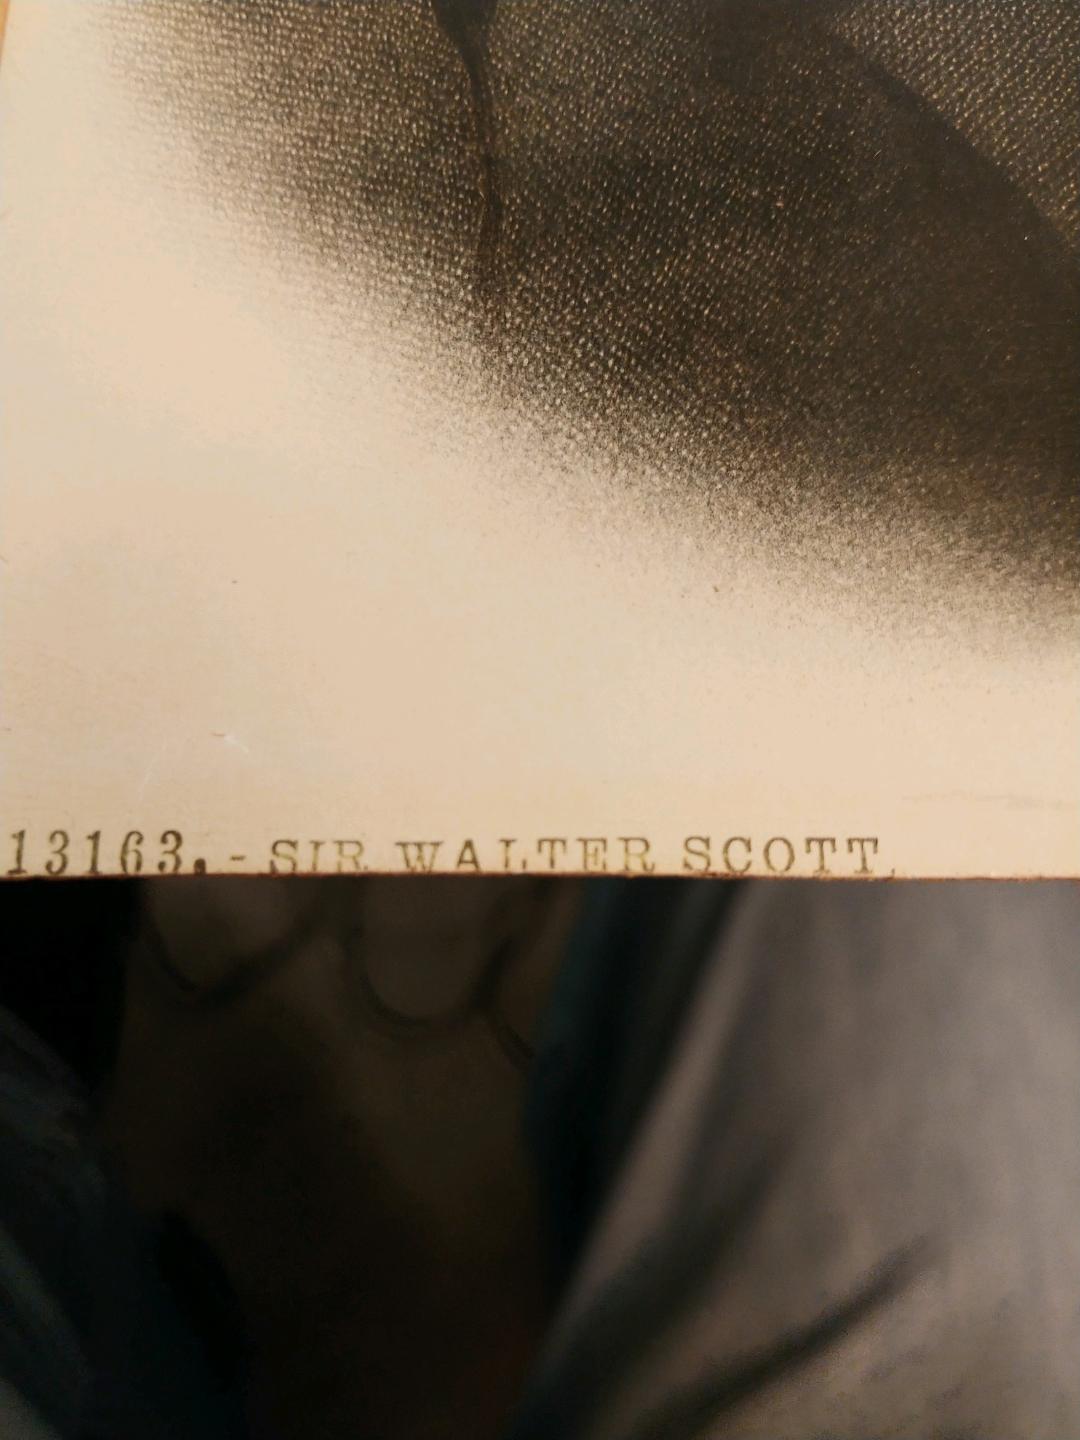 13163.-SIR WALTER SCOTT.